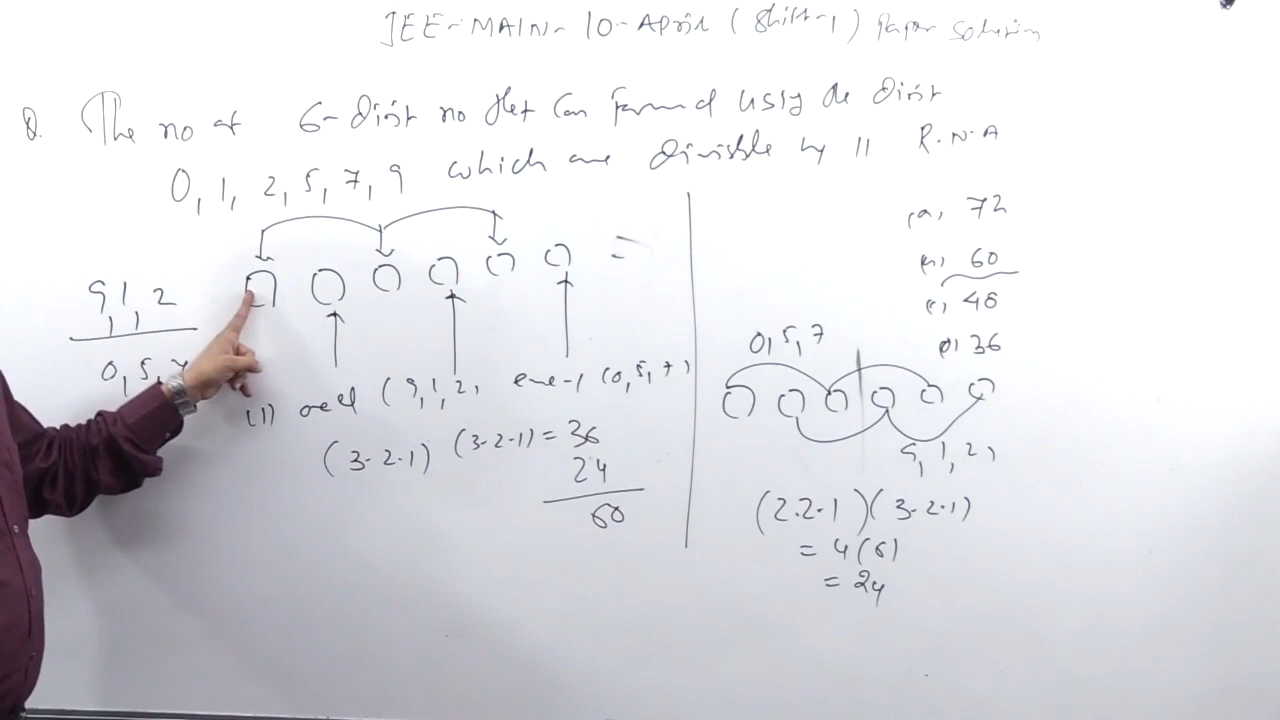 JEE-MAIN-10-April (Shift-1) Paper Solution
Q. The no of 6-digit no that can formed using the digit
0, 1, 2, 5, 7, 9 which are divisible by 11 R.N.A
(a) 72
(b) 60
(c) 48
(d) 36
=
9, 1, 2
0, 5, 7
(1) odd (9, 1, 2) even-1 (0, 5, 7)
(3-2-1) (3-2-1) = 36
24
60
0, 5, 7
9, 1, 2
(2.2.1)(3-2-1)
= 4(6)
= 24